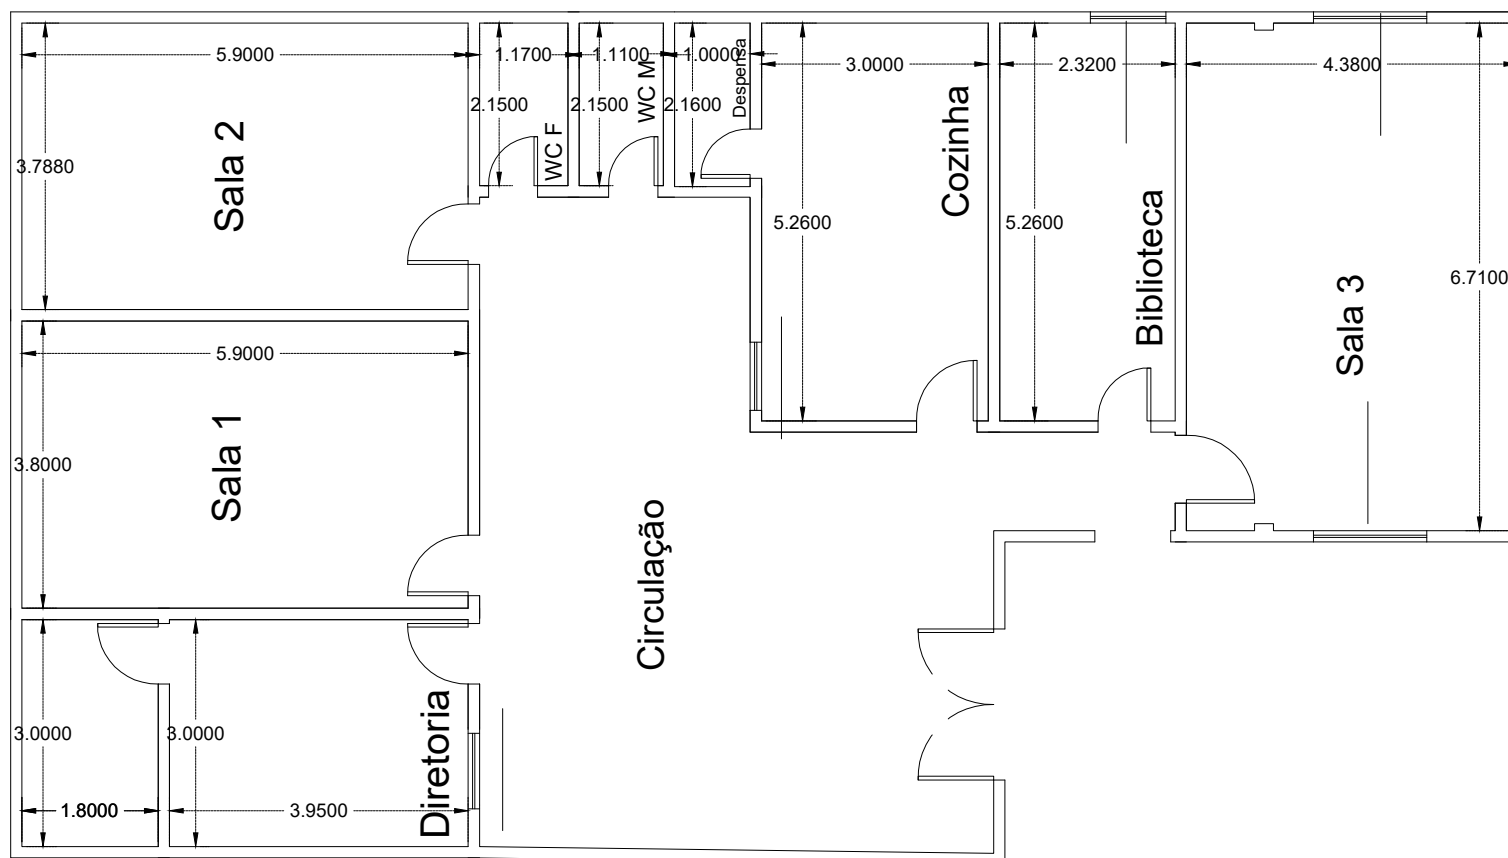 5.9000
1.1700
1.1100
1.0000
3.0000
2.3200
4.3800
Despensa
WC M
2.1500
2.1500
2.1600
Cozinha
WC F
Sala 2
3.7880
5.2600
5.2600
Biblioteca
6.7100
Sala 3
5.9000
Sala 1
3.8000
Circulação
3.0000
3.0000
Diretoria
1.8000
3.9500